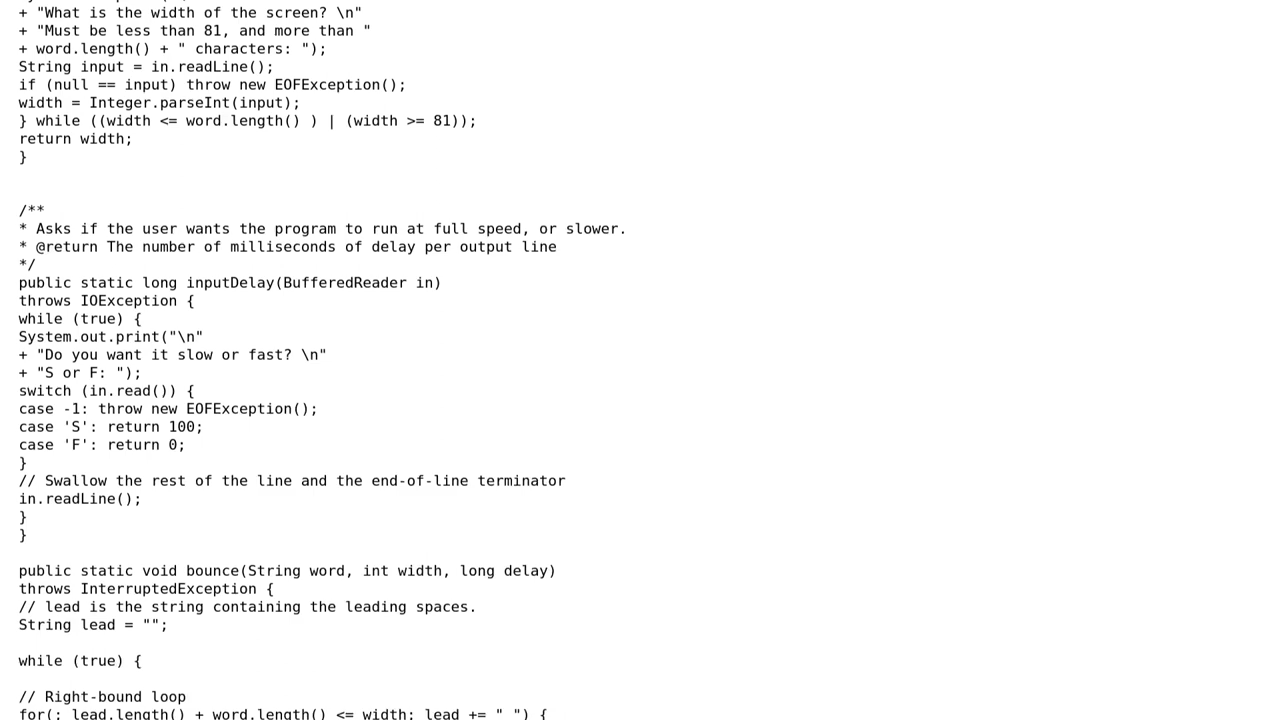 + "What is the width of the screen? \n"
+ "Must be less than 81, and more than "
+ word.length() + " characters: ");
String input = in.readLine();
if (null == input) throw new EOFException();
width = Integer.parseInt(input);
} while ((width <= word.length() ) | (width >= 81));
return width;
}
/**
* Asks if the user wants the program to run at full speed, or slower.
* @return The number of milliseconds of delay per output line
*/
public static long inputDelay(BufferedReader in)
throws IOException {
while (true) {
System.out.print("\n"
+ "Do you want it slow or fast? \n"
+ "S or F: ");
switch (in.read()) {
case -1: throw new EOFException();
case 'S': return 100;
case 'F': return 0;
}
// Swallow the rest of the line and the end-of-line terminator
in.readLine();
}
}
public static void bounce(String word, int width, long delay)
throws InterruptedException {
// lead is the string containing the leading spaces.
String lead = "";
while (true) {
// Right-bound loop
for(; lead.length() + word.length() <= width; lead += " ") {